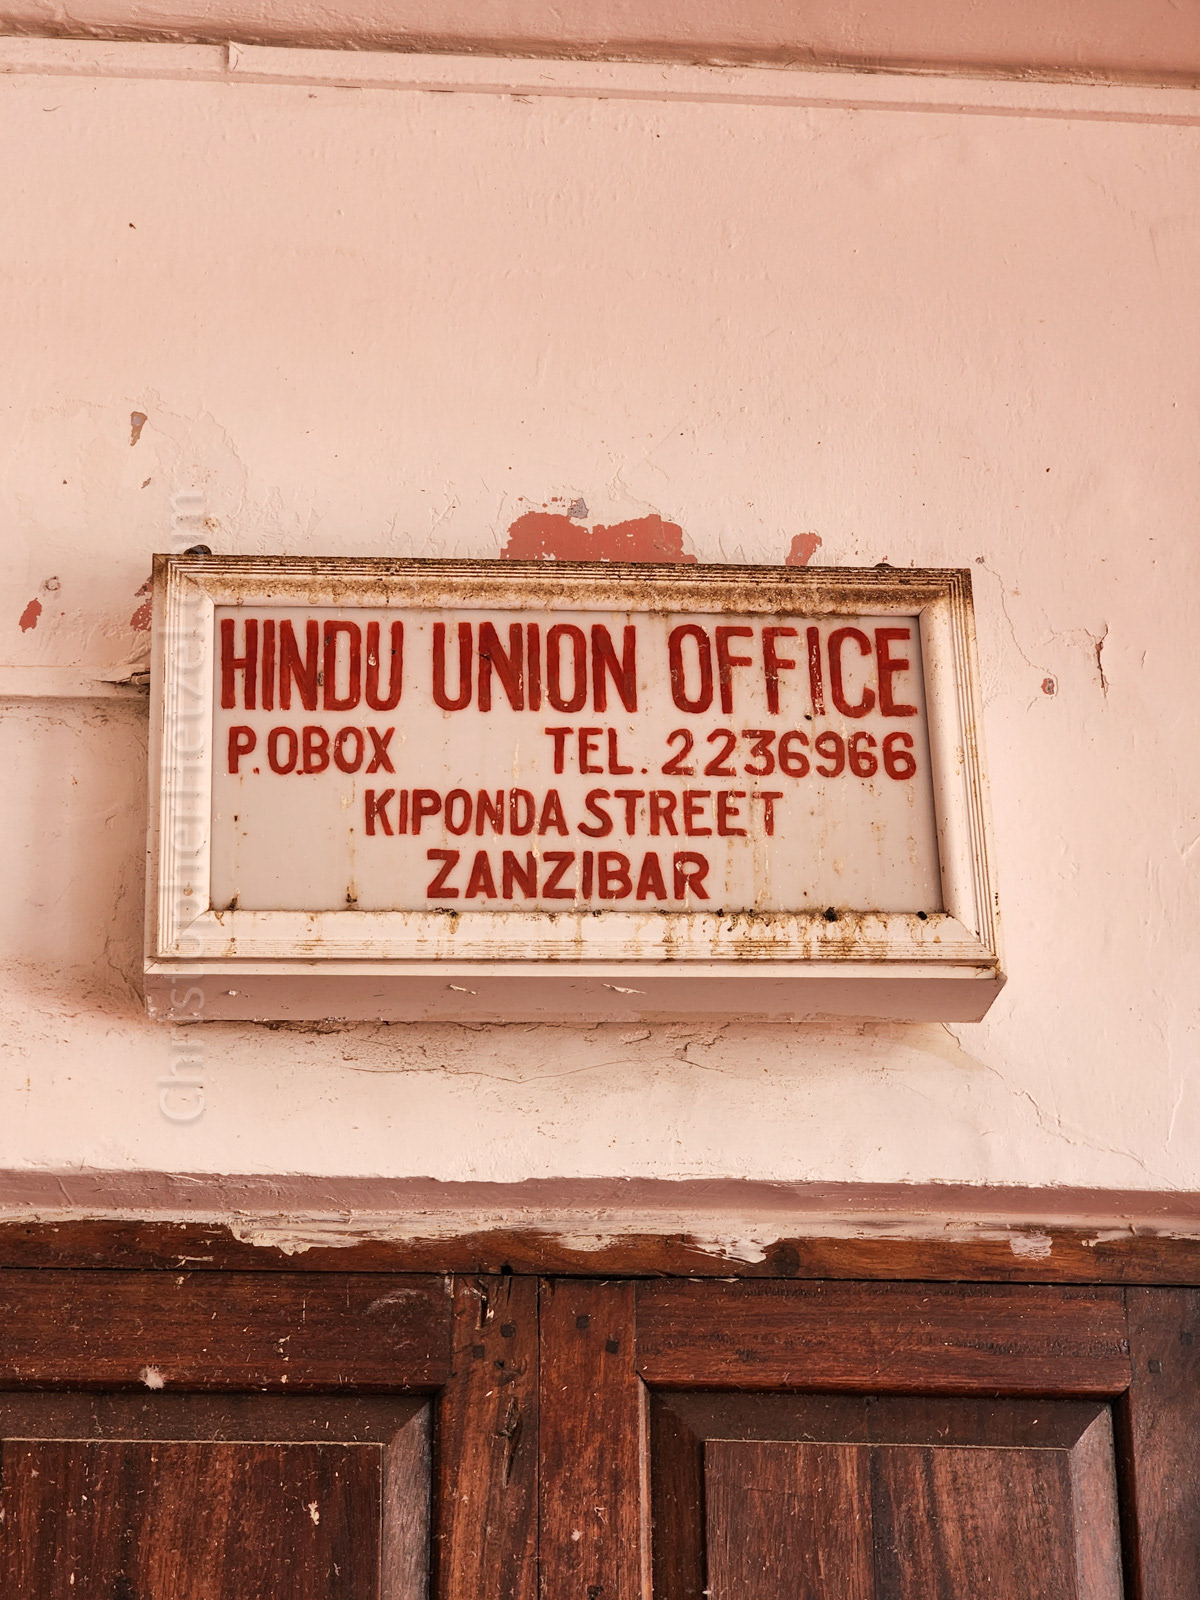 HINDU UNION OFFICE
P.O.BOX TEL. 2236966
KIPONDA STREET
ZANZIBAR